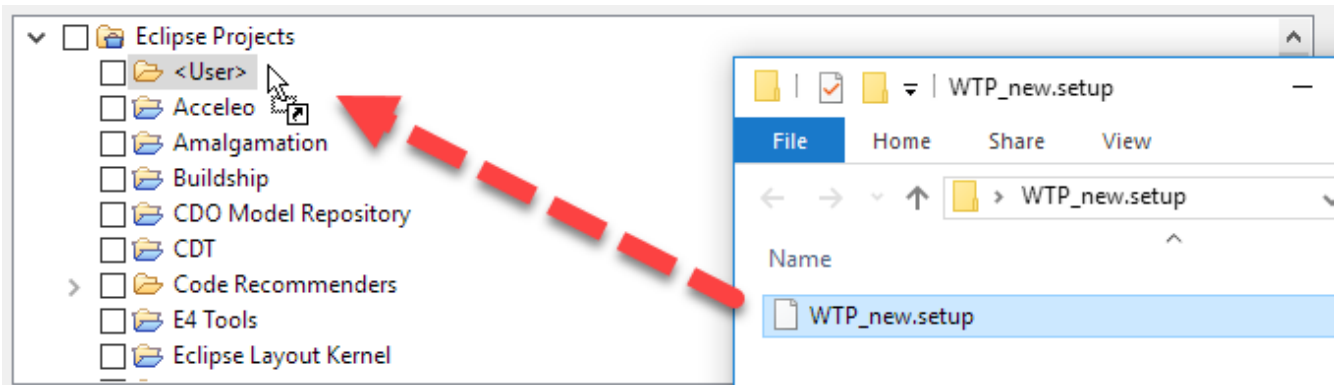 Eclipse Projects
<User>
Acceleo
Amalgamation
Buildship
CDO Model Repository
CDT
Code Recommenders
E4 Tools
Eclipse Layout Kernel
WTP_new.setup
File Home Share View
WTP_new.setup
Name
WTP_new.setup